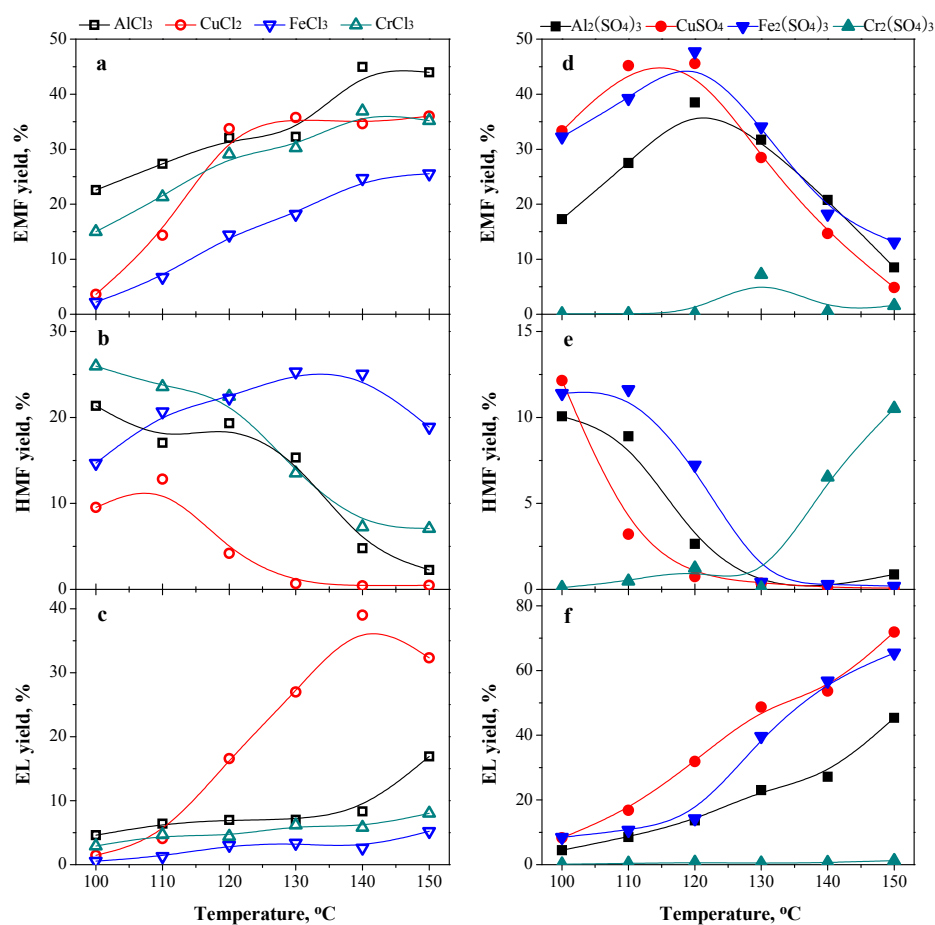 AlCl3 CuCl2 FeCl3 CrCl3
Al2(SO4)3 CuSO4 Fe2(SO4)3 Cr2(SO4)3
a
EMF yield, %
50
40
30
20
10
0
b
HMF yield, %
30
20
10
0
c
EL yield, %
40
30
20
10
0
100 110 120 130 140 150
Temperature, °C
d
EMF yield, %
50
40
30
20
10
0
e
HMF yield, %
15
10
5
0
f
EL yield, %
80
60
40
20
0
100 110 120 130 140 150
Temperature, °C